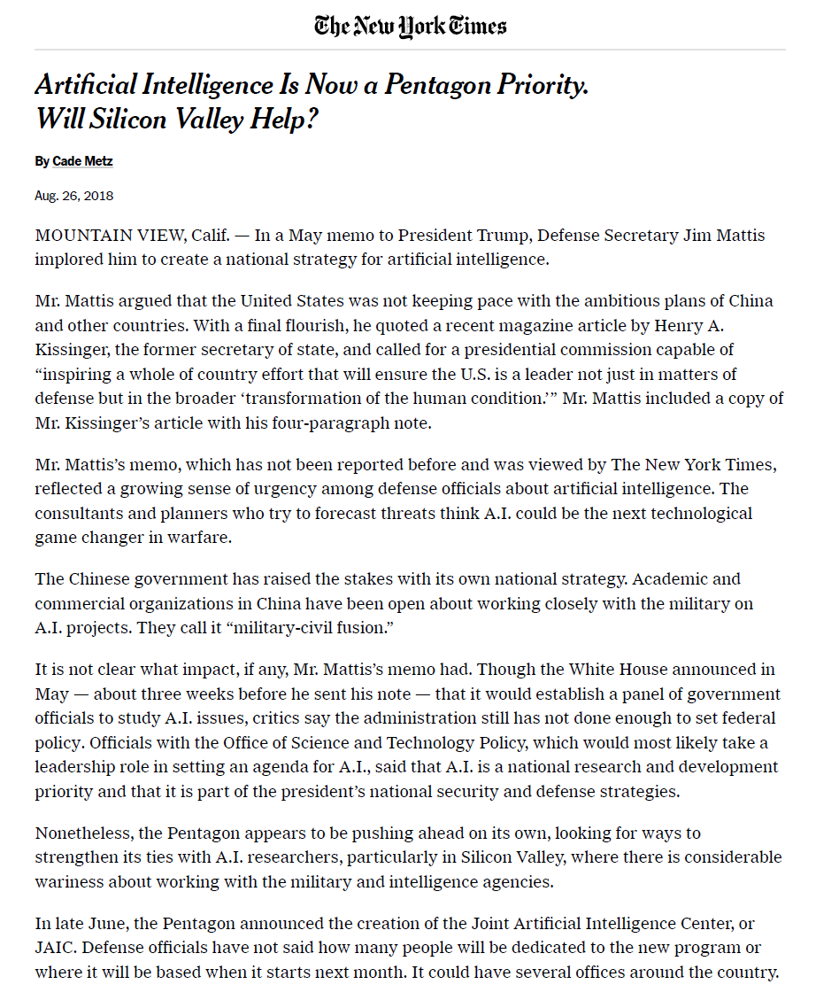 The New York Times
Artificial Intelligence Is Now a Pentagon Priority.
Will Silicon Valley Help?
By Cade Metz
Aug. 26, 2018
MOUNTAIN VIEW, Calif. — In a May memo to President Trump, Defense Secretary Jim Mattis
implored him to create a national strategy for artificial intelligence.
Mr. Mattis argued that the United States was not keeping pace with the ambitious plans of China
and other countries. With a final flourish, he quoted a recent magazine article by Henry A.
Kissinger, the former secretary of state, and called for a presidential commission capable of
“inspiring a whole of country effort that will ensure the U.S. is a leader not just in matters of
defense but in the broader ‘transformation of the human condition.’” Mr. Mattis included a copy of
Mr. Kissinger’s article with his four-paragraph note.
Mr. Mattis’s memo, which has not been reported before and was viewed by The New York Times,
reflected a growing sense of urgency among defense officials about artificial intelligence. The
consultants and planners who try to forecast threats think A.I. could be the next technological
game changer in warfare.
The Chinese government has raised the stakes with its own national strategy. Academic and
commercial organizations in China have been open about working closely with the military on
A.I. projects. They call it “military-civil fusion.”
It is not clear what impact, if any, Mr. Mattis’s memo had. Though the White House announced in
May — about three weeks before he sent his note — that it would establish a panel of government
officials to study A.I. issues, critics say the administration still has not done enough to set federal
policy. Officials with the Office of Science and Technology Policy, which would most likely take a
leadership role in setting an agenda for A.I., said that A.I. is a national research and development
priority and that it is part of the president’s national security and defense strategies.
Nonetheless, the Pentagon appears to be pushing ahead on its own, looking for ways to
strengthen its ties with A.I. researchers, particularly in Silicon Valley, where there is considerable
wariness about working with the military and intelligence agencies.
In late June, the Pentagon announced the creation of the Joint Artificial Intelligence Center, or
JAIC. Defense officials have not said how many people will be dedicated to the new program or
where it will be based when it starts next month. It could have several offices around the country.